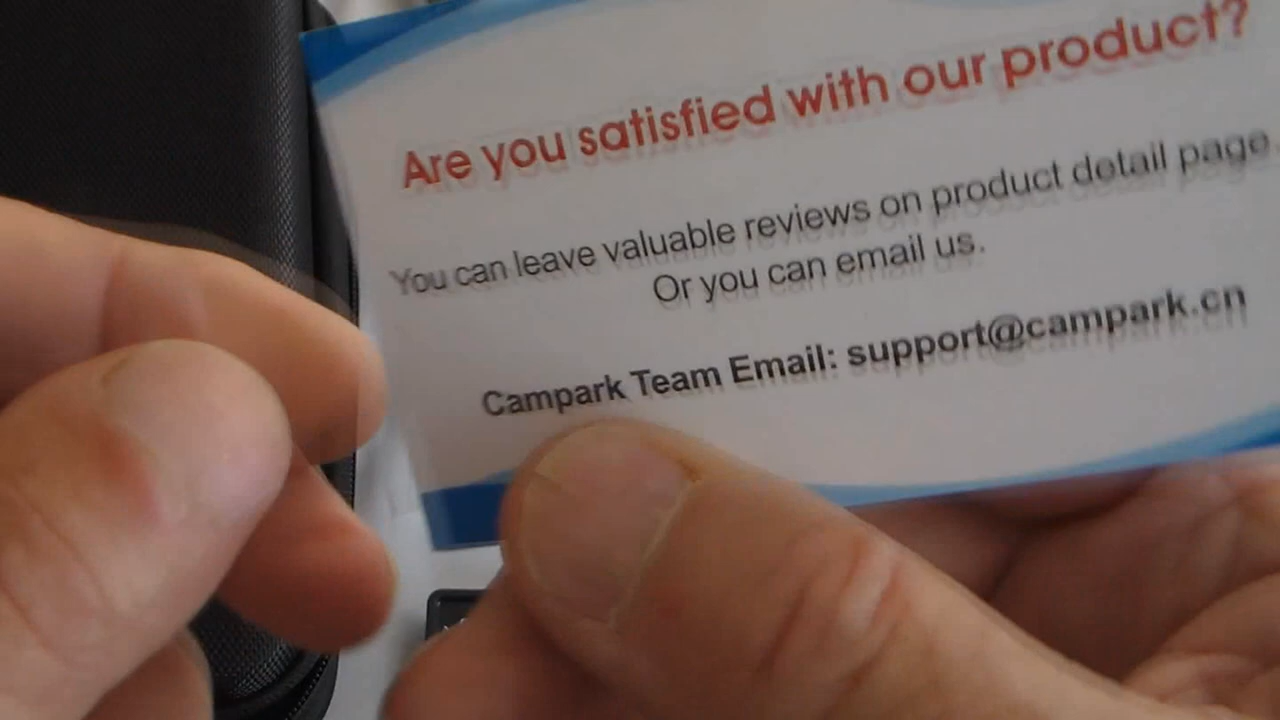 Are you satisfied with our product?
You can leave valuable reviews on product detail page
Or you can email us.
Campark Team Email: support@campark.cn